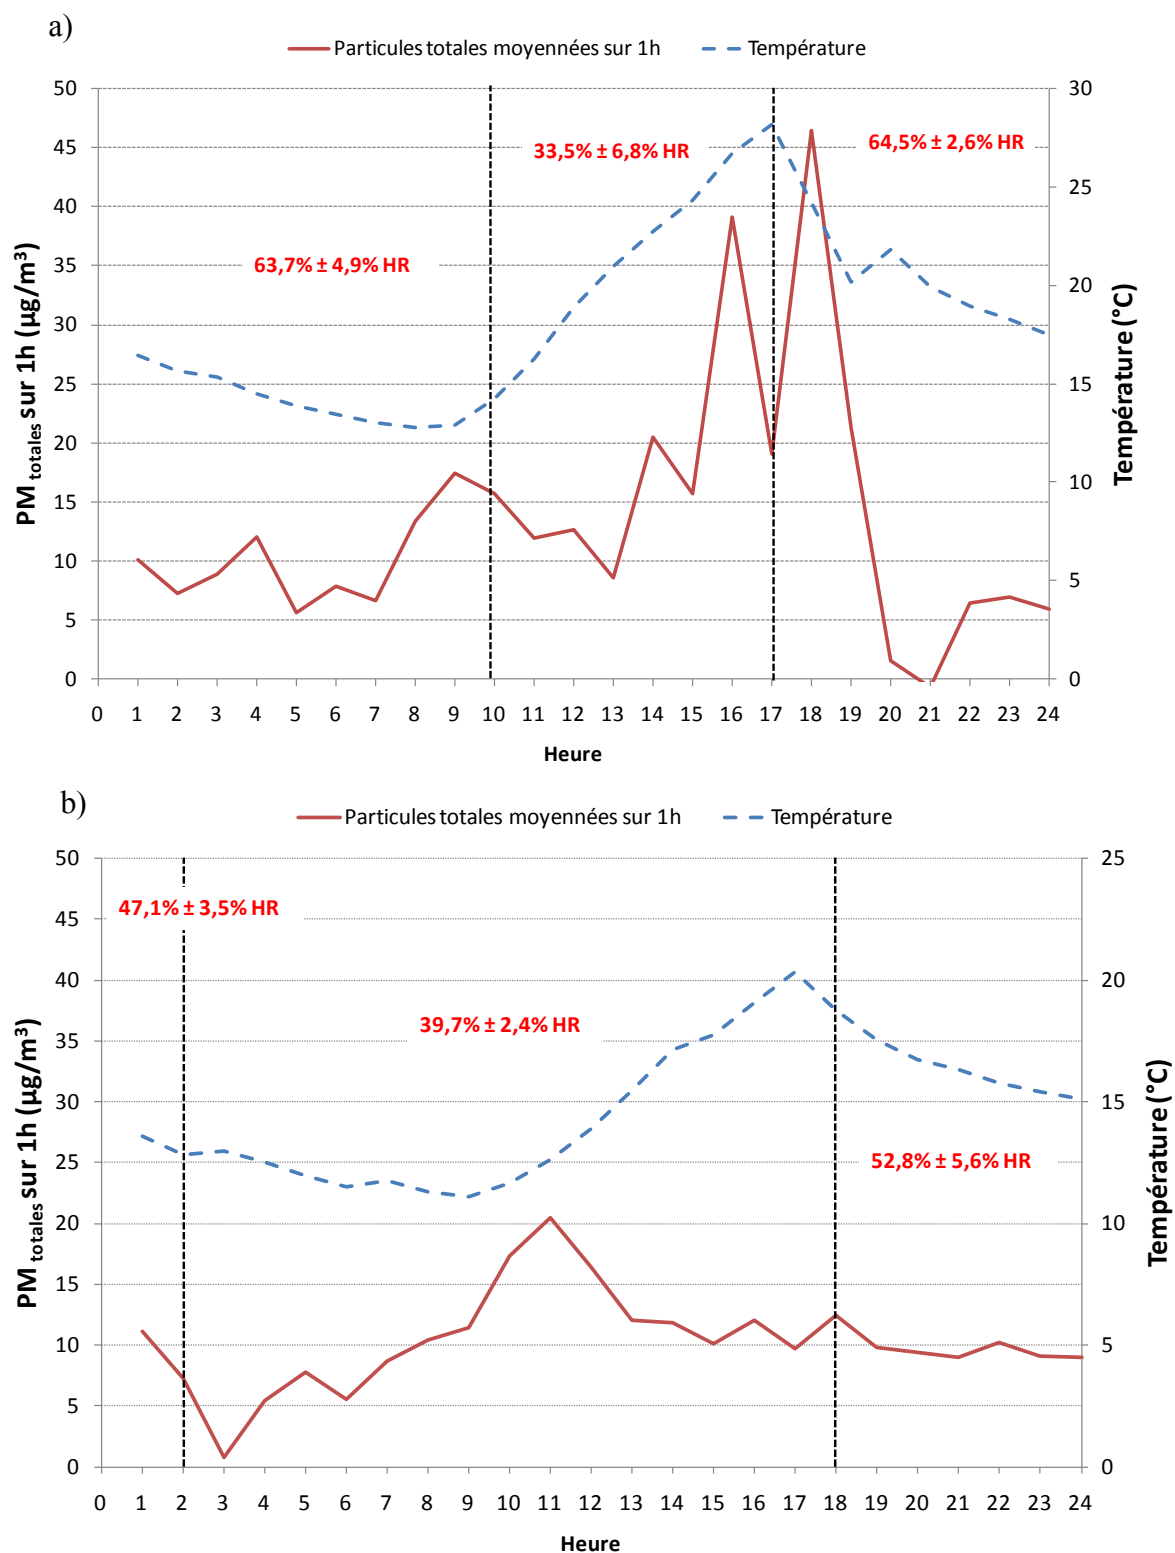 a)
Particules totales moyennées sur 1h Température
50 30
45
40 25
35
30 20
25 15
20
15 10
10
5 5
0 0
33,5% ± 6,8% HR
64,5% ± 2,6% HR
63,7% ± 4,9% HR
PM totales sur 1h (µg/m³)
Température (°C)
0 1 2 3 4 5 6 7 8 9 10 11 12 13 14 15 16 17 18 19 20 21 22 23 24
Heure
b)
Particules totales moyennées sur 1h Température
50 25
45
40 20
35
30 15
25
20 10
15
10 5
5
0 0
47,1% ± 3,5% HR
39,7% ± 2,4% HR
52,8% ± 5,6% HR
PM totales sur 1h (µg/m³)
Température (°C)
0 1 2 3 4 5 6 7 8 9 10 11 12 13 14 15 16 17 18 19 20 21 22 23 24
Heure